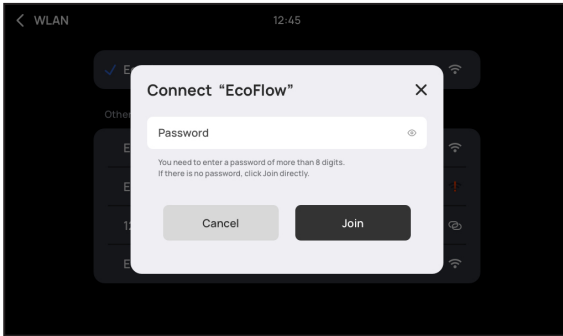 WLAN
12:45
Other
Connect “EcoFlow”
Password
You need to enter a password of more than 8 digits.
If there is no password, click Join directly.
Cancel
Join